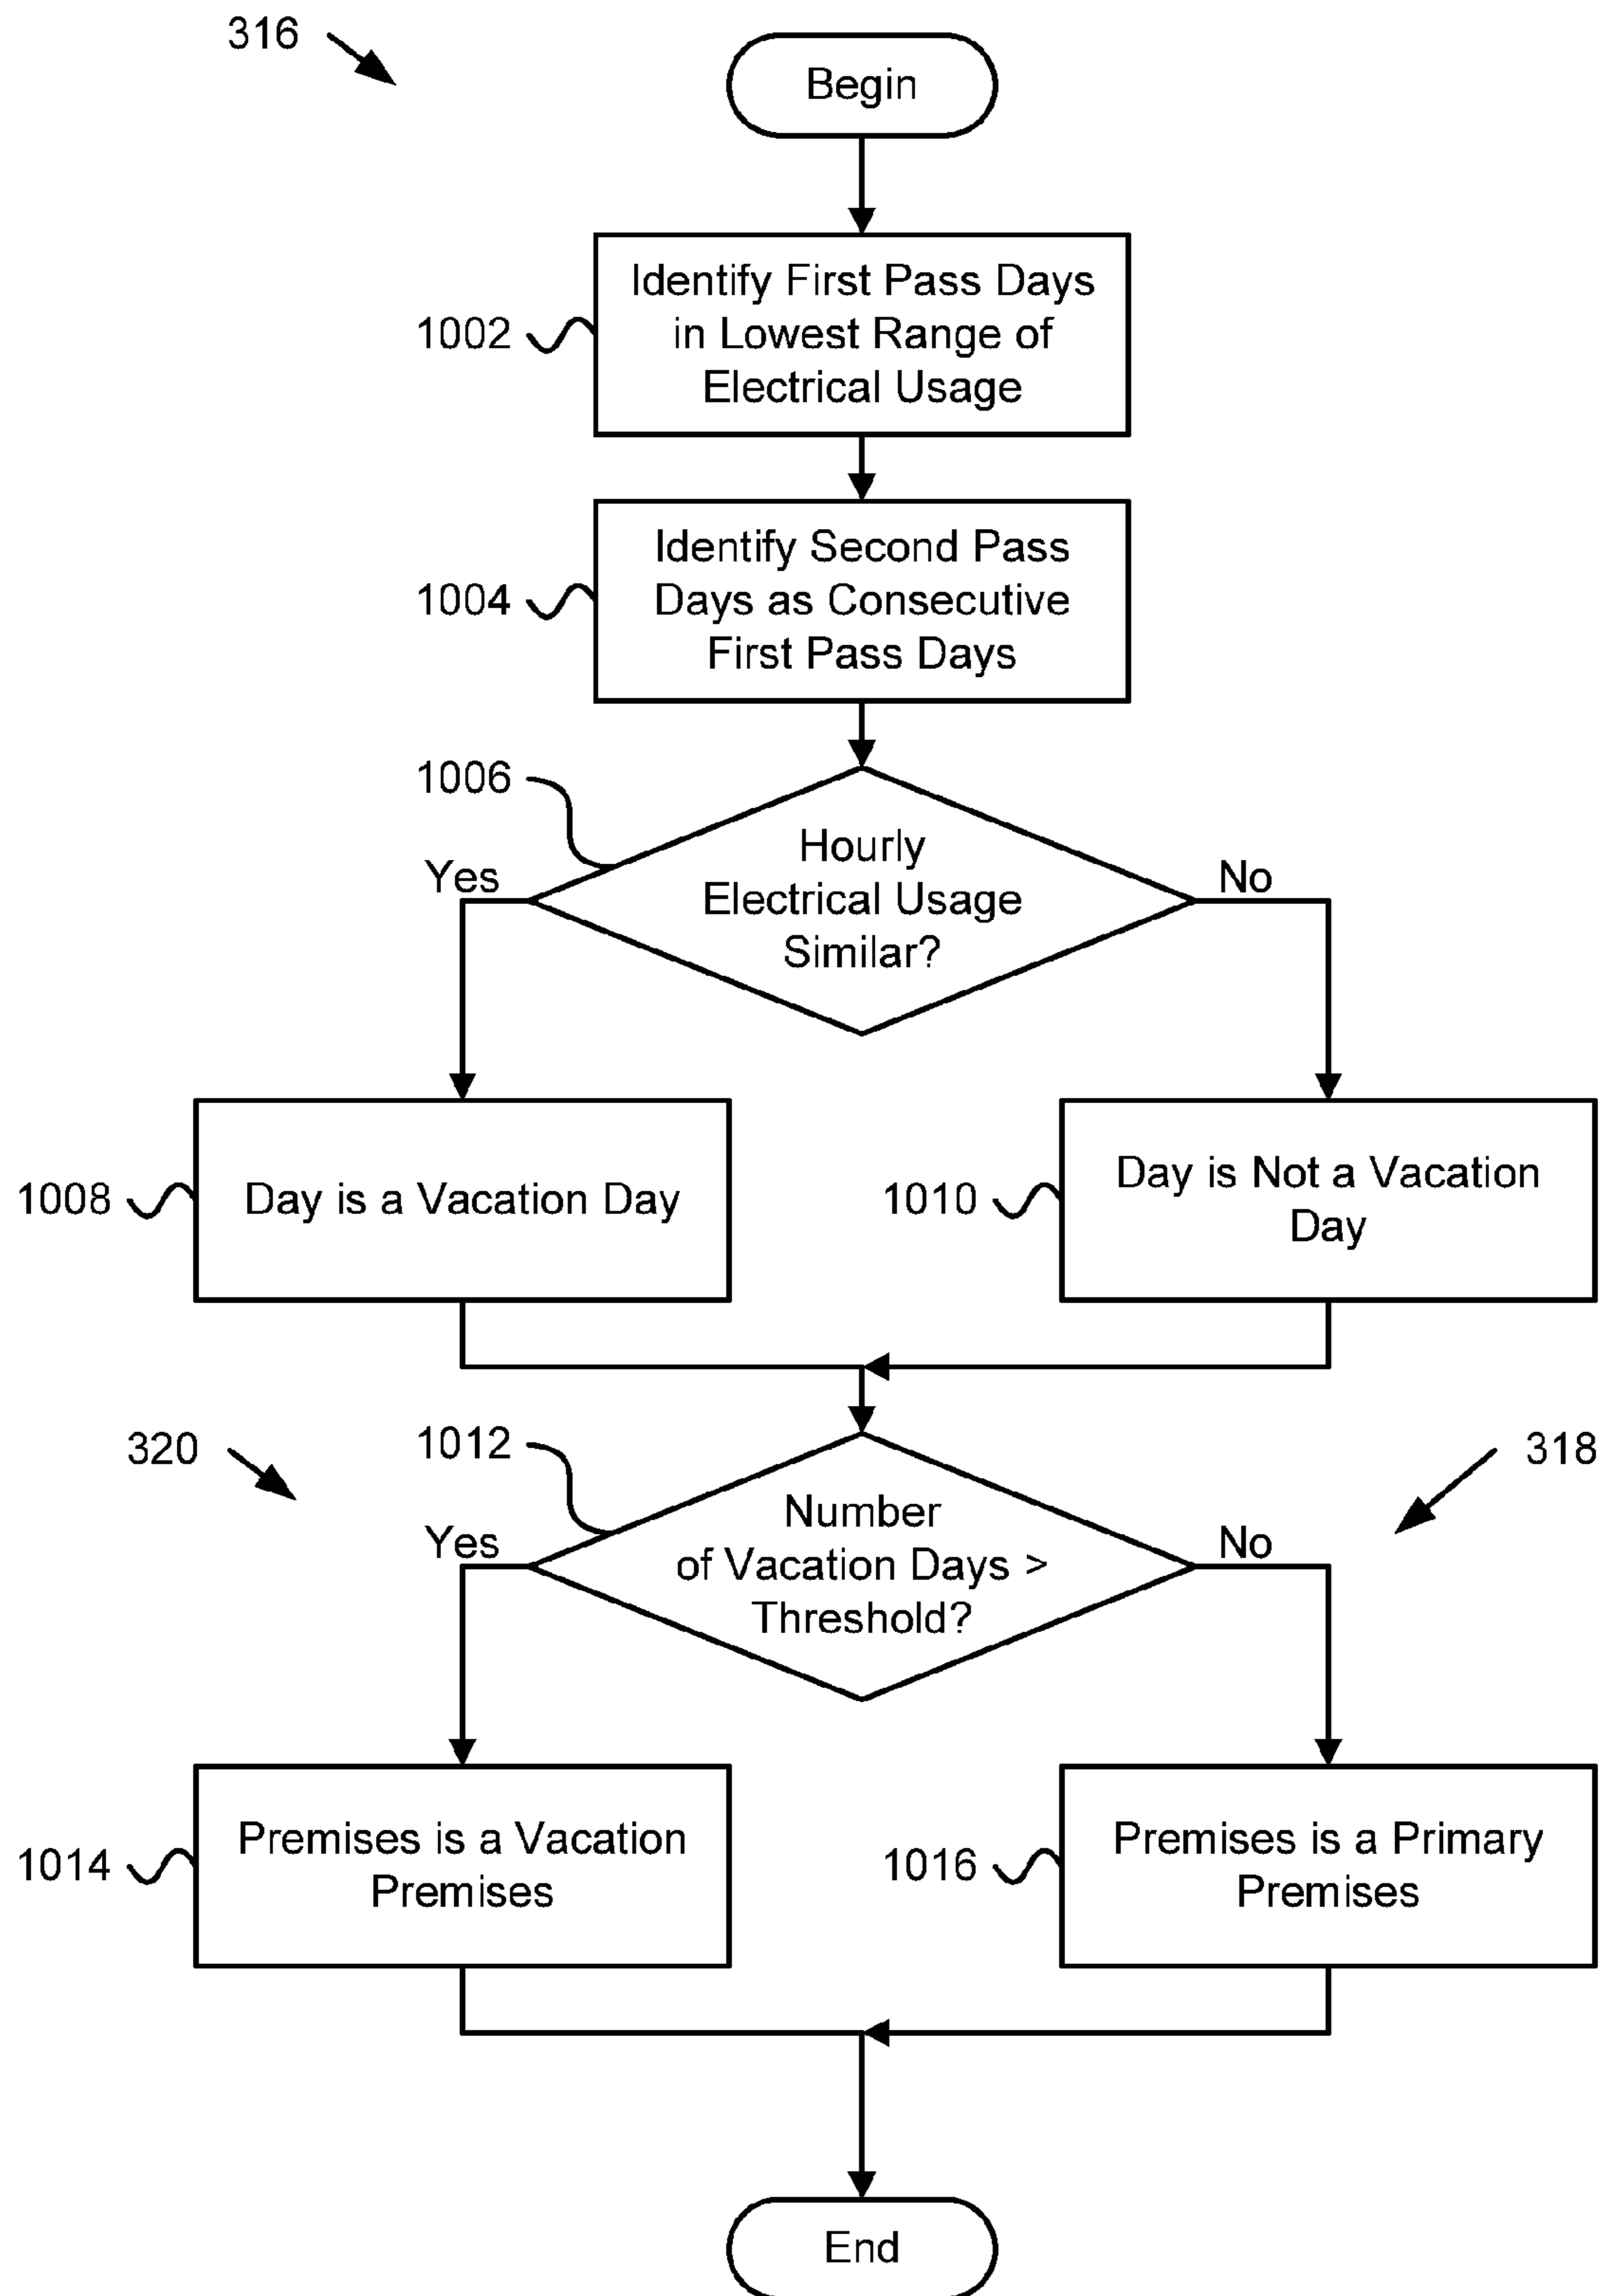 316
Begin
Identify First Pass Days
in Lowest Range of
Electrical Usage
1002
Identify Second Pass
Days as Consecutive
First Pass Days
1004
1006
Hourly
Electrical Usage
Similar?
Yes
No
1008
Day is a Vacation Day
1010
Day is Not a Vacation
Day
320
1012
318
Number
of Vacation Days >
Threshold?
Yes
No
1014
Premises is a Vacation
Premises
1016
Premises is a Primary
Premises
End